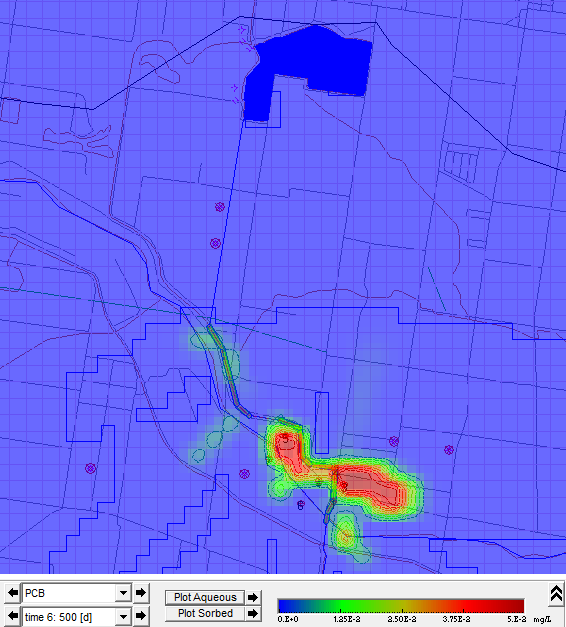 PCB
Plot Aqueous
Plot Sorbed
time 6: 500 [d]
0.E+0 1.25E-2 2.50E-2 3.75E-2 5.E-2 mg/L